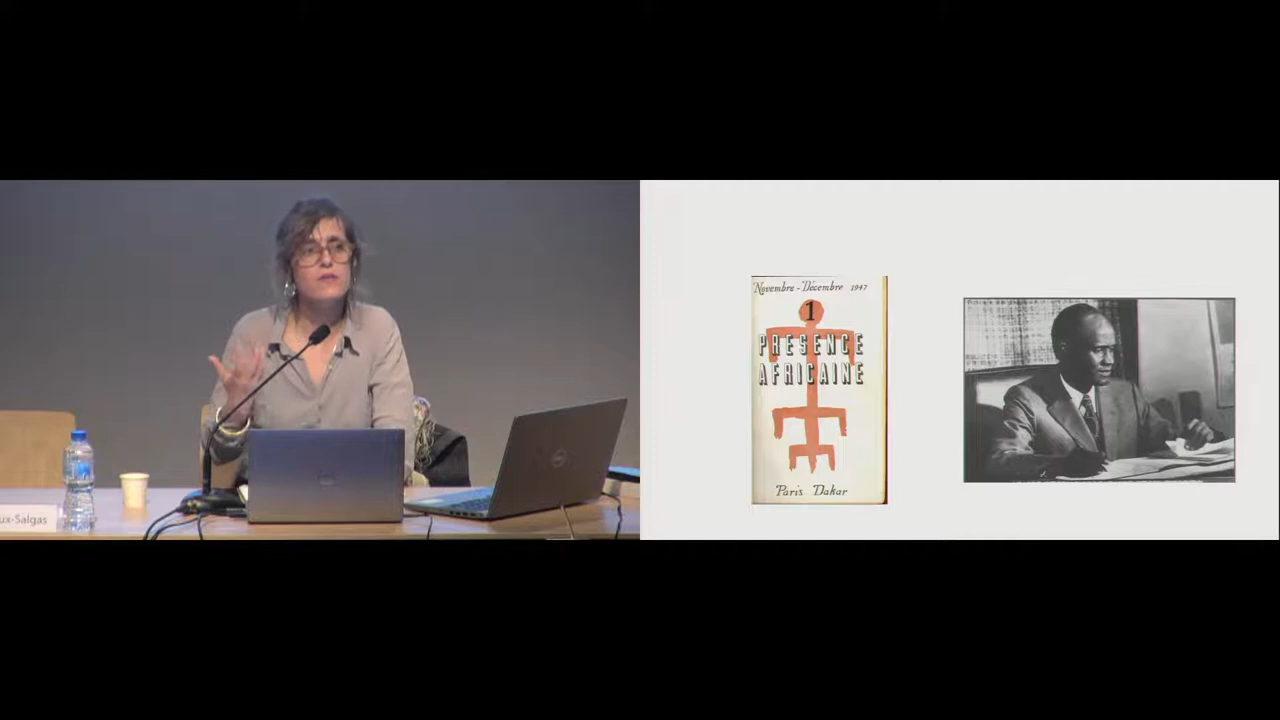 ux-Salgas
Novembre - Décembre 1947
1
PRESENCE
AFRICAINE
Paris Dakar